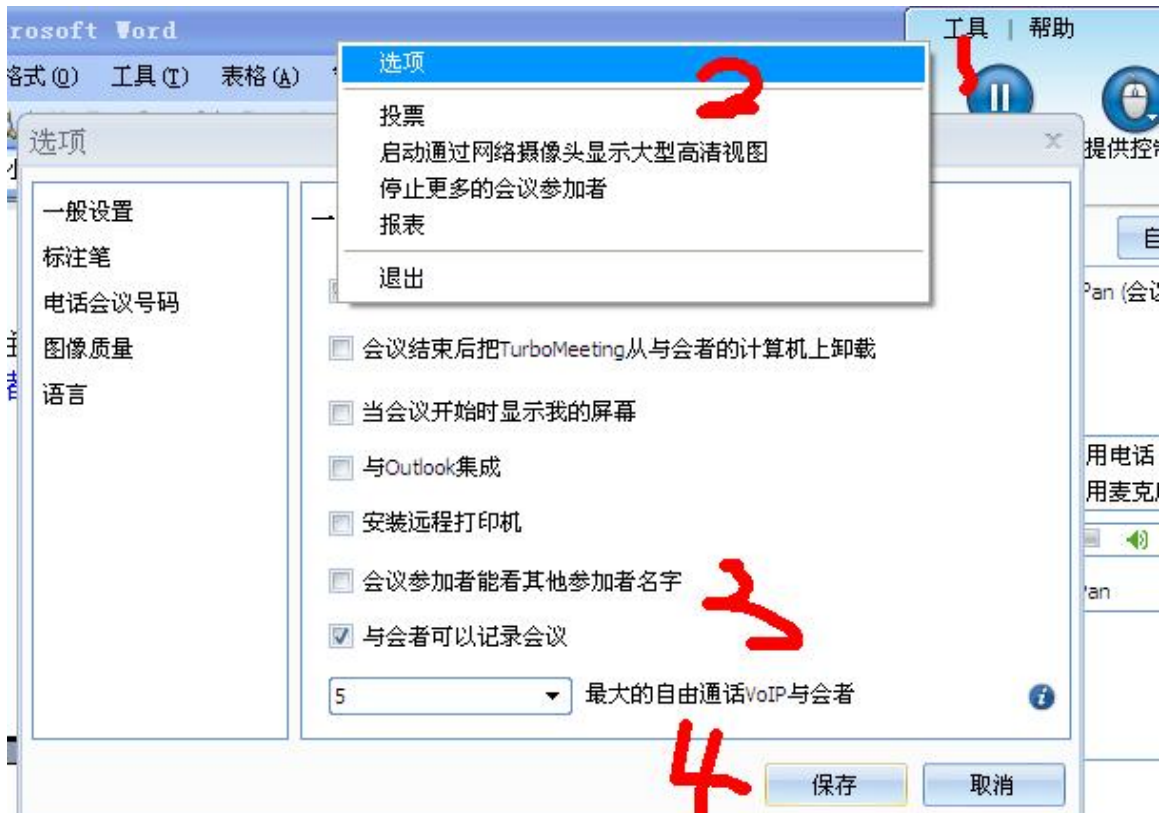 rosoft Word
工具 | 帮助
格式(O) 工具(T) 表格(A)
选项
2
1
投票
启动通过网络摄像头显示大型高清视图
停止更多的会议参加者
报表
退出
提供控制
选项
一般设置
标注笔
电话会议号码
图像质量
语言
会议结束后把TurboMeeting从与会者的计算机上卸载
当会议开始时显示我的屏幕
与Outlook集成
安装远程打印机
会议参加者能看其他参加者名字
3
与会者可以记录会议
5
最大的自由通话VoIP与会者
4
保存
取消
自
Pan (会议
用电话
用麦克
Pan